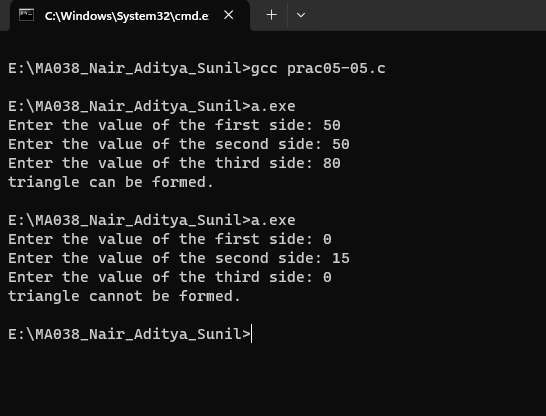 C:\Windows\System32\cmd.e
E:\MA038_Nair_Aditya_Sunil>gcc prac05-05.c
E:\MA038_Nair_Aditya_Sunil>a.exe
Enter the value of the first side: 50
Enter the value of the second side: 50
Enter the value of the third side: 80
triangle can be formed.
E:\MA038_Nair_Aditya_Sunil>a.exe
Enter the value of the first side: 0
Enter the value of the second side: 15
Enter the value of the third side: 0
triangle cannot be formed.
E:\MA038_Nair_Aditya_Sunil>